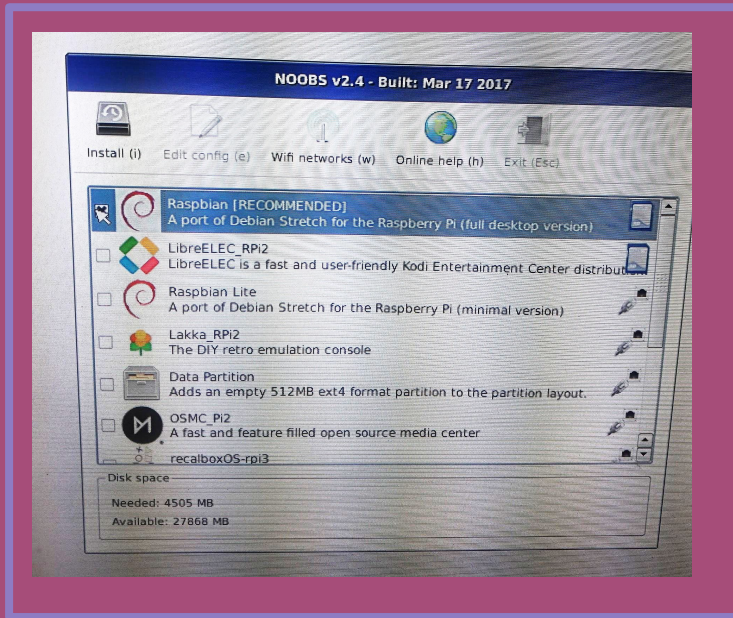 NOOBS v2.4 - Built: Mar 17 2017
Install (i)
Edit config (e)
Wifi networks (w)
Online help (h)
Exit (Esc)
Raspbian [RECOMMENDED]
A port of Debian Stretch for the Raspberry Pi (full desktop version)
LibreELEC_RPi2
LibreELEC is a fast and user-friendly Kodi Entertainment Center distribut
Raspbian Lite
A port of Debian Stretch for the Raspberry Pi (minimal version)
Lakka_RPi2
The DIY retro emulation console
Data Partition
Adds an empty 512MB ext4 format partition to the partition layout.
OSMC_Pi2
A fast and feature filled open source media center
recalboxOS-rpi3
Disk space
Needed: 4505 MB
Available: 27868 MB